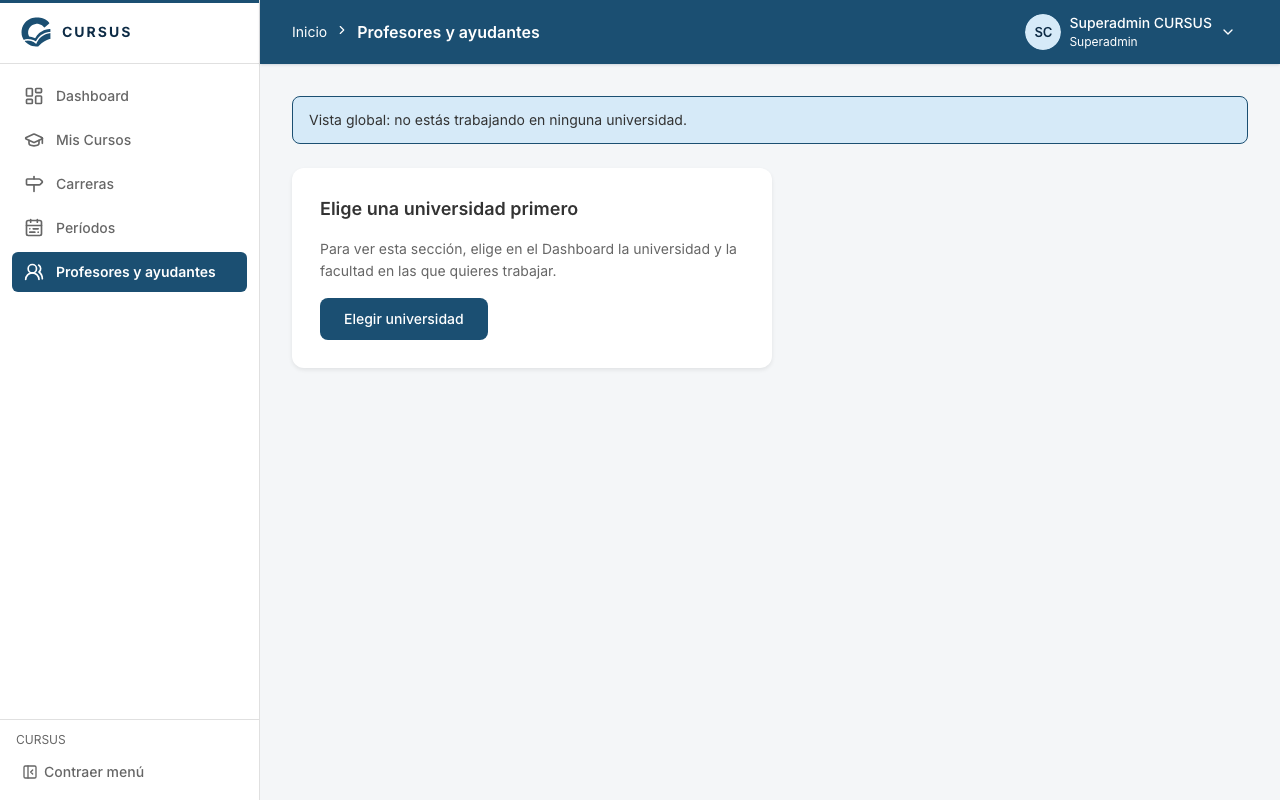 CURSUS
Inicio
Profesores y ayudantes
SC
Superadmin CURSUS
Superadmin
Dashboard
Mis Cursos
Carreras
Períodos
Profesores y ayudantes
Vista global: no estás trabajando en ninguna universidad.
Elige una universidad primero
Para ver esta sección, elige en el Dashboard la universidad y la
facultad en las que quieres trabajar.
Elegir universidad
CURSUS
Contraer menú